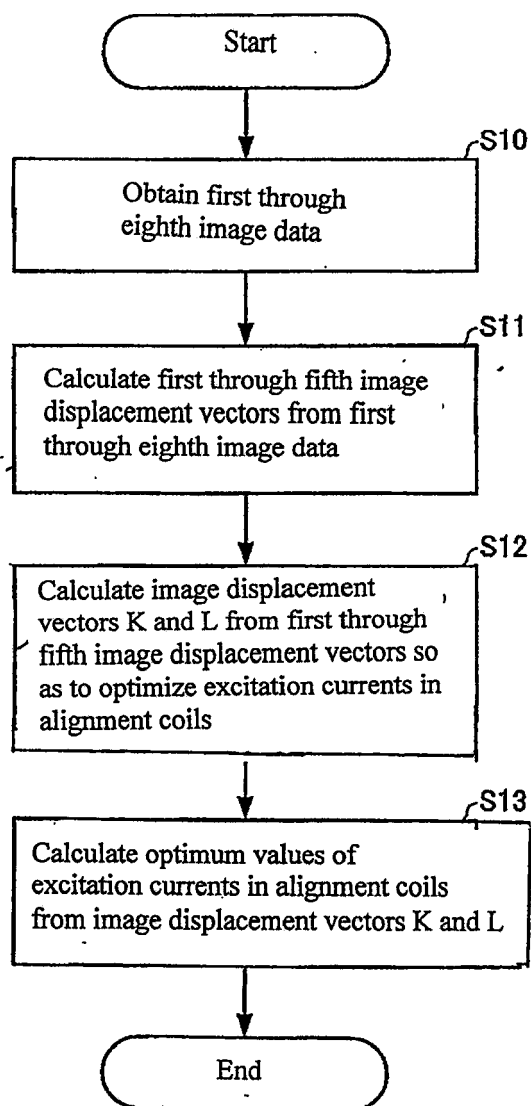 Start
S10
Obtain first through
eighth image data
S11
Calculate first through fifth image
displacement vectors from first
through eighth image data
S12
Calculate image displacement
vectors K and L from first through
fifth image displacement vectors so
as to optimize excitation currents in
alignment coils
S13
Calculate optimum values of
excitation currents in alignment coils
from image displacement vectors K and L
End